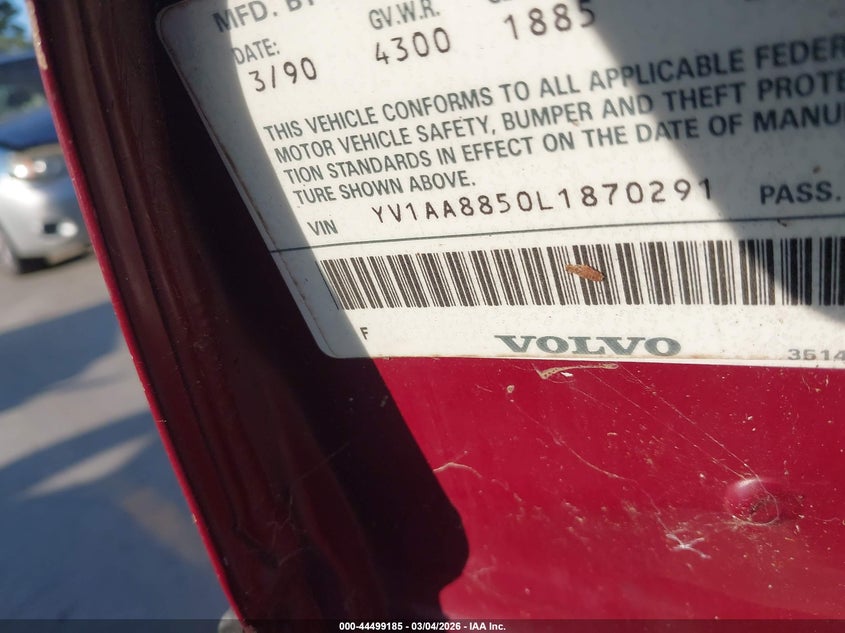 MFD. BY
DATE: G.V.W.R.
3/90 4300 1885
THIS VEHICLE CONFORMS TO ALL APPLICABLE FEDER
MOTOR VEHICLE SAFETY, BUMPER AND THEFT PROTE
TION STANDARDS IN EFFECT ON THE DATE OF MANU
TURE SHOWN ABOVE.
VIN YV1AA8850L1870291 PASS.
F VOLVO 3514
000-44499185 - 03/04/2026 - IAA Inc.